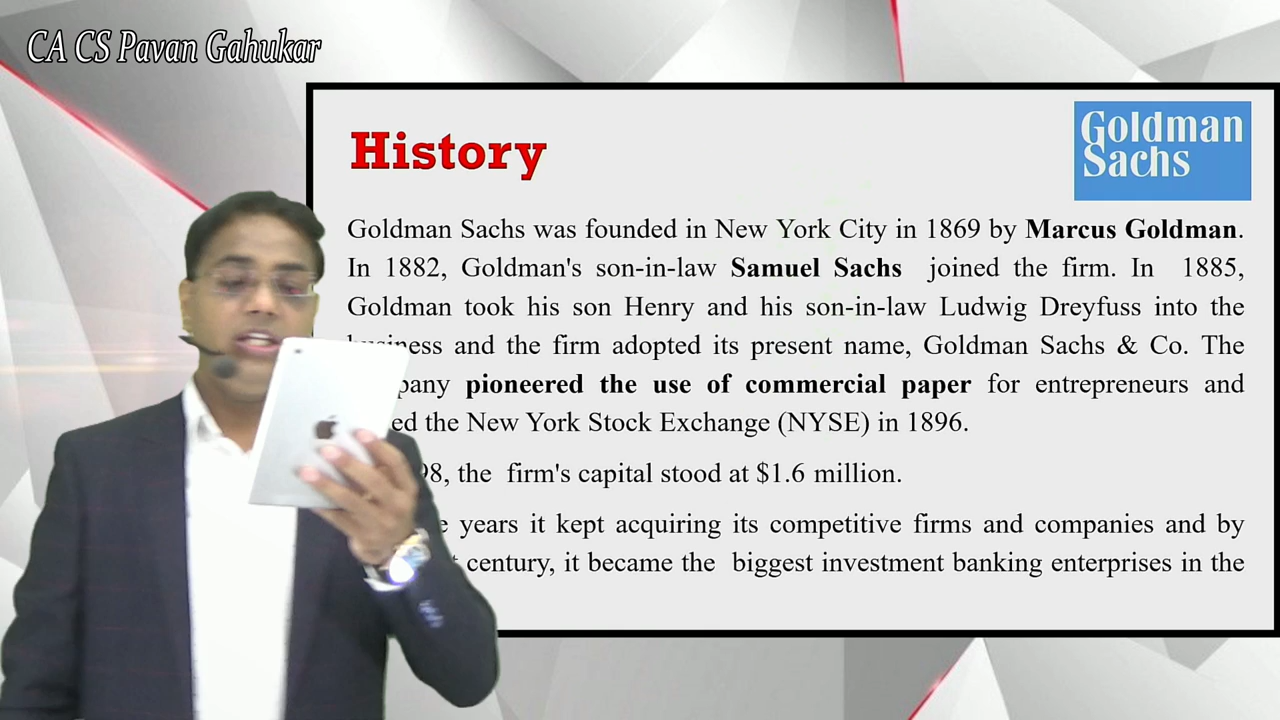 CA CS Pavan Gahukar
History
Goldman
Sachs
Goldman Sachs was founded in New York City in 1869 by Marcus Goldman.
In 1882, Goldman's son-in-law Samuel Sachs joined the firm. In 1885,
Goldman took his son Henry and his son-in-law Ludwig Dreyfuss into the
business and the firm adopted its present name, Goldman Sachs & Co. The
pany pioneered the use of commercial paper for entrepreneurs and
ed the New York Stock Exchange (NYSE) in 1896.
98, the firm's capital stood at $1.6 million.
years it kept acquiring its competitive firms and companies and by
century, it became the biggest investment banking enterprises in the